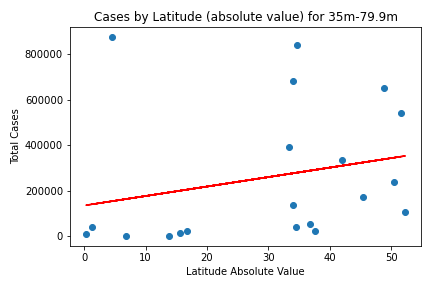 Cases by Latitude (absolute value) for 35m-79.9m
Total Cases
800000
600000
400000
200000
0
0 10 20 30 40 50
Latitude Absolute Value